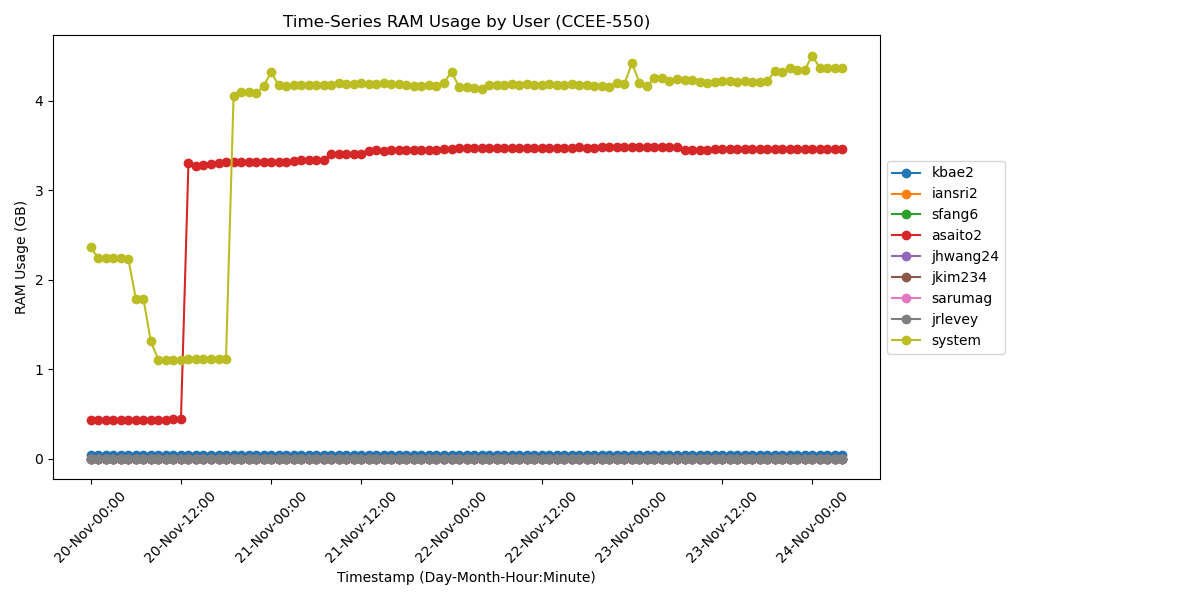 Time-Series RAM Usage by User (CCEE-550)
RAM Usage (GB)
4
3
2
1
0
20-Nov-00:00
20-Nov-12:00
21-Nov-00:00
21-Nov-12:00
22-Nov-00:00
22-Nov-12:00
23-Nov-00:00
23-Nov-12:00
24-Nov-00:00
Timestamp (Day-Month-Hour:Minute)
kbae2
iansri2
sfang6
asaito2
jhwang24
jkim234
sarumag
jrlevey
system